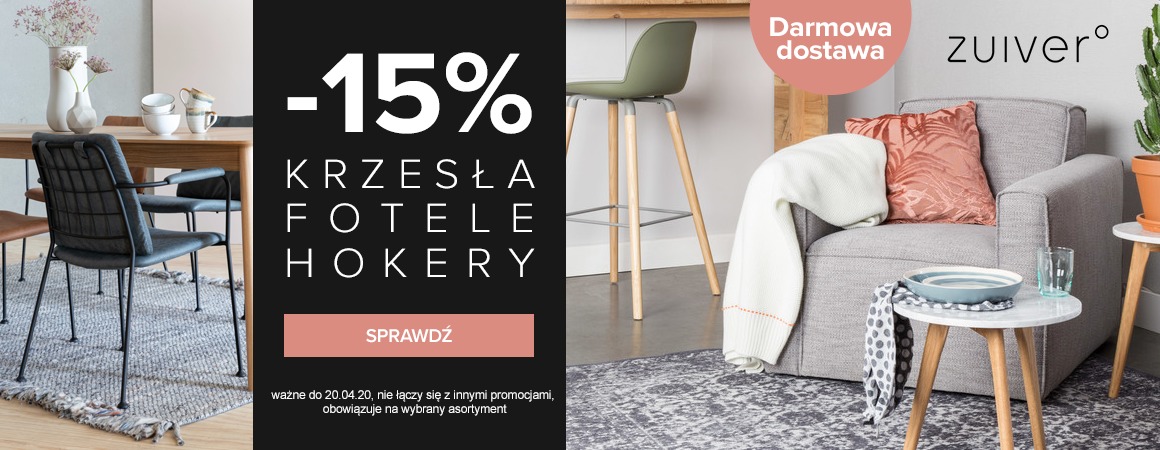 -15%
KRZESŁA
FOTELE
HOKERY
SPRAWDŹ
ważne do 20.04.20, nie łączy się z innymi promocjami,
obowiązuje na wybrany asortyment
Darmowa
dostawa
zuiver°